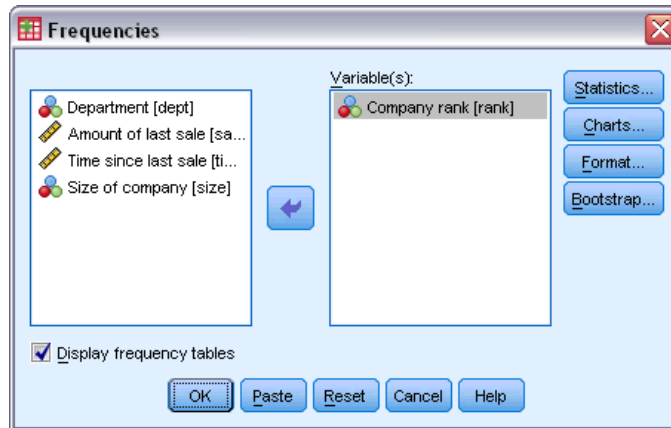 Frequencies
Variable(s):
Department [dept]
Amount of last sale [sa...
Time since last sale [ti...
Size of company [size]
Company rank [rank]
Statistics...
Charts...
Format...
Bootstrap...
Display frequency tables
OK
Paste
Reset
Cancel
Help